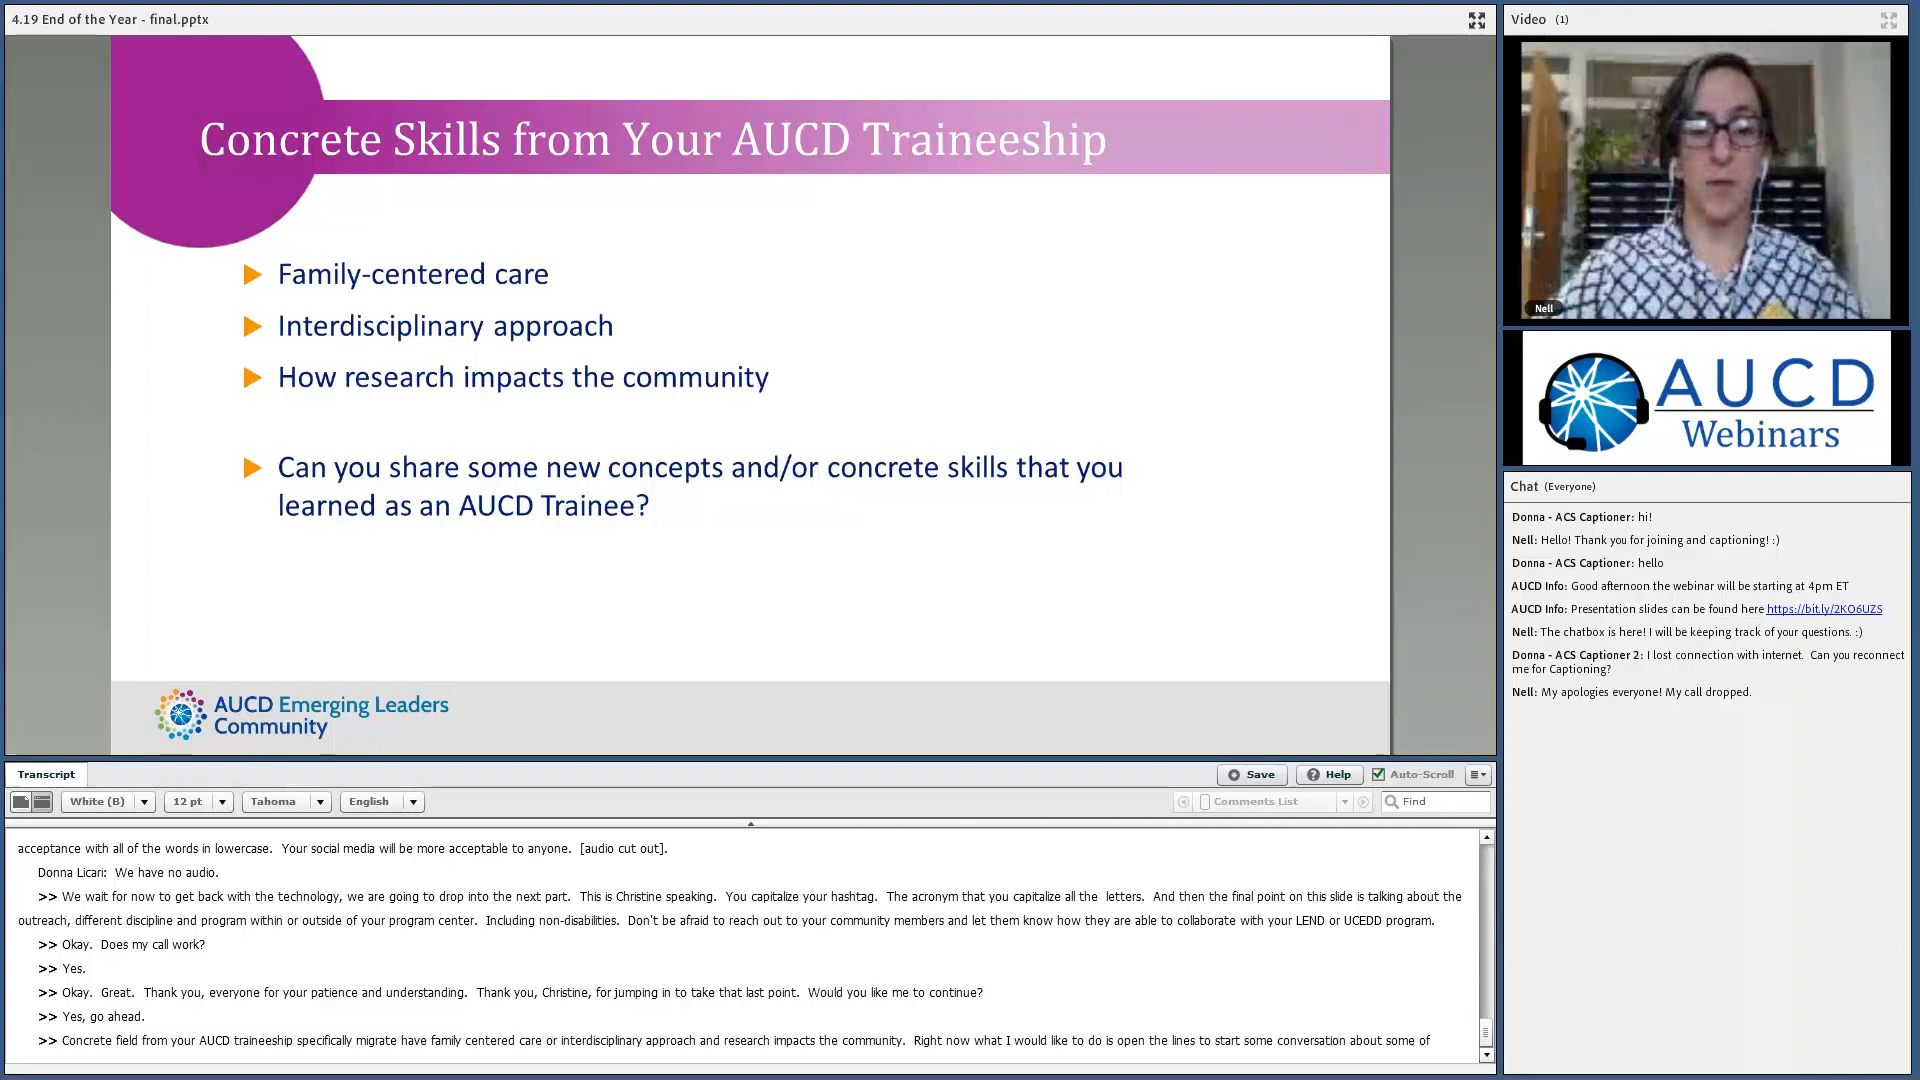 4.19 End of the Year - final.pptx
Concrete Skills from Your AUCD Traineeship
Family-centered care
Interdisciplinary approach
How research impacts the community
Can you share some new concepts and/or concrete skills that you
learned as an AUCD Trainee?
AUCD Emerging Leaders
Community
Video (1)
Nell
AUCD
Webinars
Chat (Everyone)
Donna - ACS Captioner: hi!
Nell: Hello! Thank you for joining and captioning! :)
Donna - ACS Captioner: hello
AUCD Info: Good afternoon the webinar will be starting at 4pm ET
AUCD Info: Presentation slides can be found here https://bit.ly/2KO6UZS
Nell: The chatbox is here! I will be keeping track of your questions. :)
Donna - ACS Captioner 2: I lost connection with internet. Can you reconnect
me for Captioning?
Nell: My apologies everyone! My call dropped.
Transcript
Save
Help
Auto-Scroll
White (B)
12 pt
Tahoma
English
Comments List
Find
acceptance with all of the words in lowercase. Your social media will be more acceptable to anyone. [audio cut out].
Donna Licari: We have no audio.
>> We wait for now to get back with the technology, we are going to drop into the next part. This is Christine speaking. You capitalize your hashtag. The acronym that you capitalize all the letters. And then the final point on this slide is talking about the
outreach, different discipline and program within or outside of your program center. Including non-disabilities. Don't be afraid to reach out to your community members and let them know how they are able to collaborate with your LEND or UCEDD program.
>> Okay. Does my call work?
>> Yes.
>> Okay. Great. Thank you, everyone for your patience and understanding. Thank you, Christine, for jumping in to take that last point. Would you like me to continue?
>> Yes, go ahead.
>> Concrete field from your AUCD traineeship specifically migrate have family centered care or interdisciplinary approach and research impacts the community. Right now what I would like to do is open the lines to start some conversation about some of